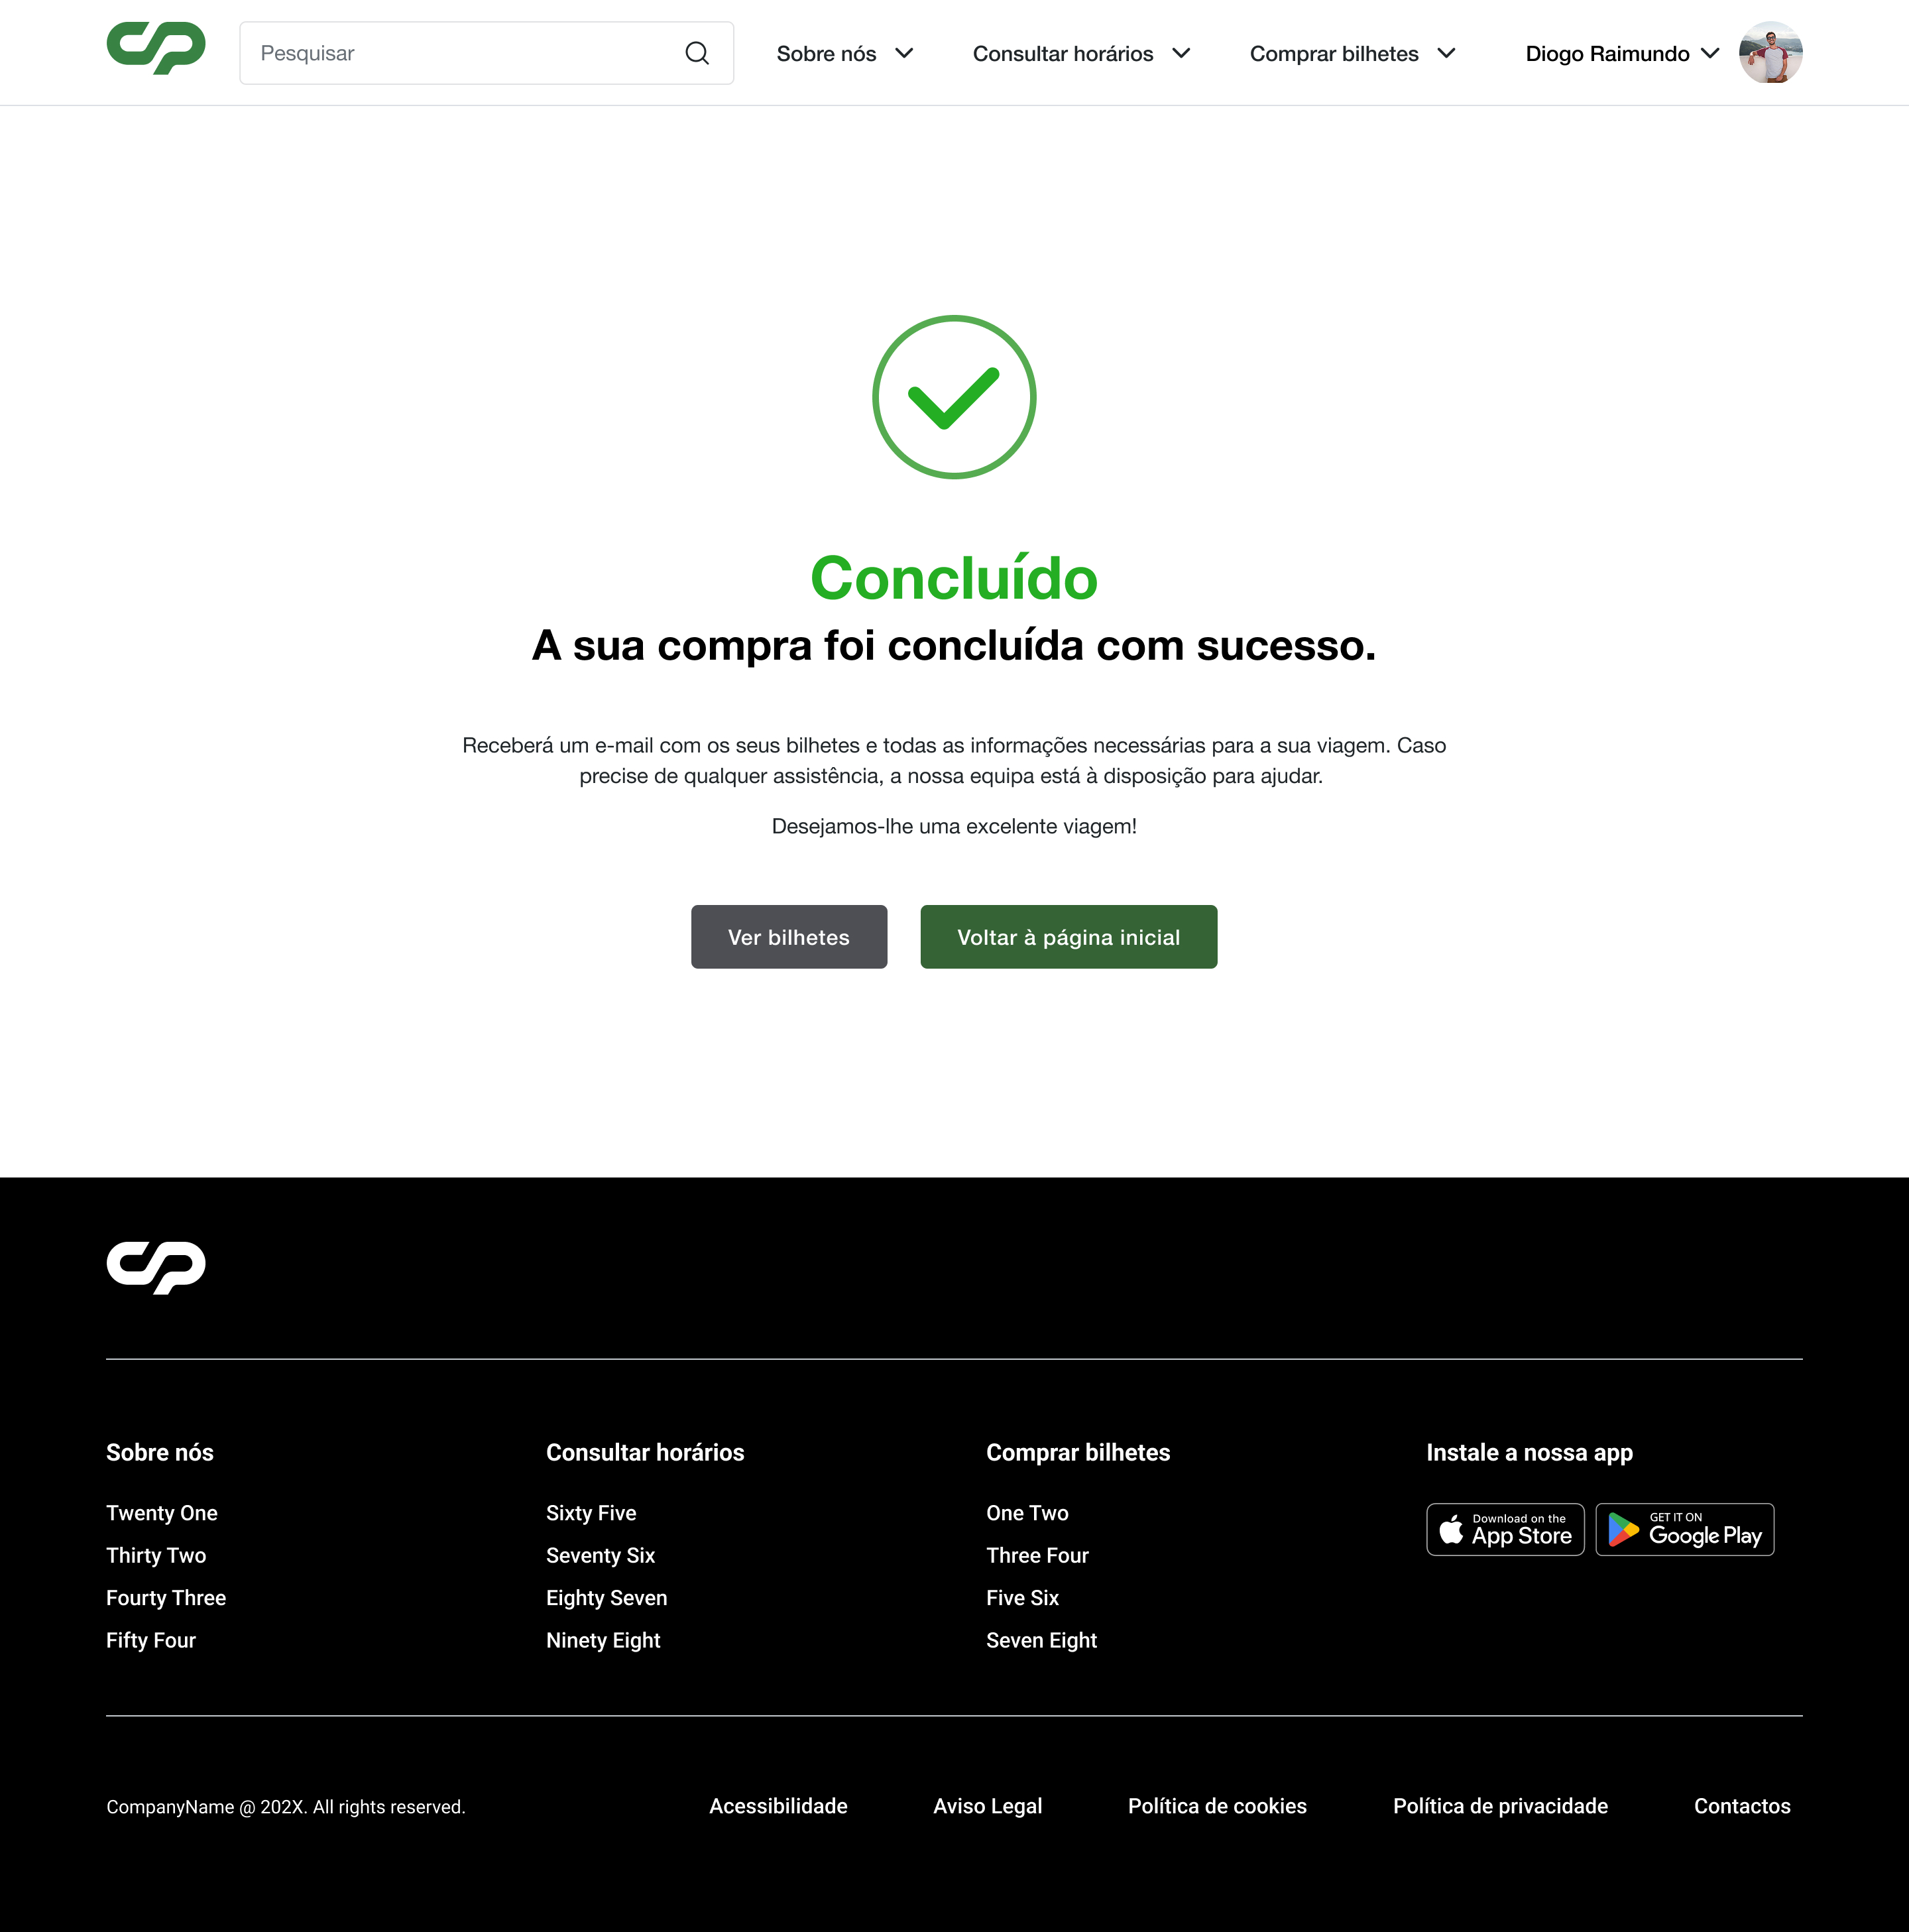 cp
Pesquisar
Sobre nós
Consultar horários
Comprar bilhetes
Diogo Raimundo
Concluído
A sua compra foi concluída com sucesso.
Receberá um e-mail com os seus bilhetes e todas as informações necessárias para a sua viagem. Caso
precise de qualquer assistência, a nossa equipa está à disposição para ajudar.
Desejamos-lhe uma excelente viagem!
Ver bilhetes
Voltar à página inicial
cp
Sobre nós
Twenty One
Thirty Two
Fourty Three
Fifty Four
Consultar horários
Sixty Five
Seventy Six
Eighty Seven
Ninety Eight
Comprar bilhetes
One Two
Three Four
Five Six
Seven Eight
Instale a nossa app
Download on the
App Store
GET IT ON
Google Play
CompanyName @ 202X. All rights reserved.
Acessibilidade
Aviso Legal
Política de cookies
Política de privacidade
Contactos